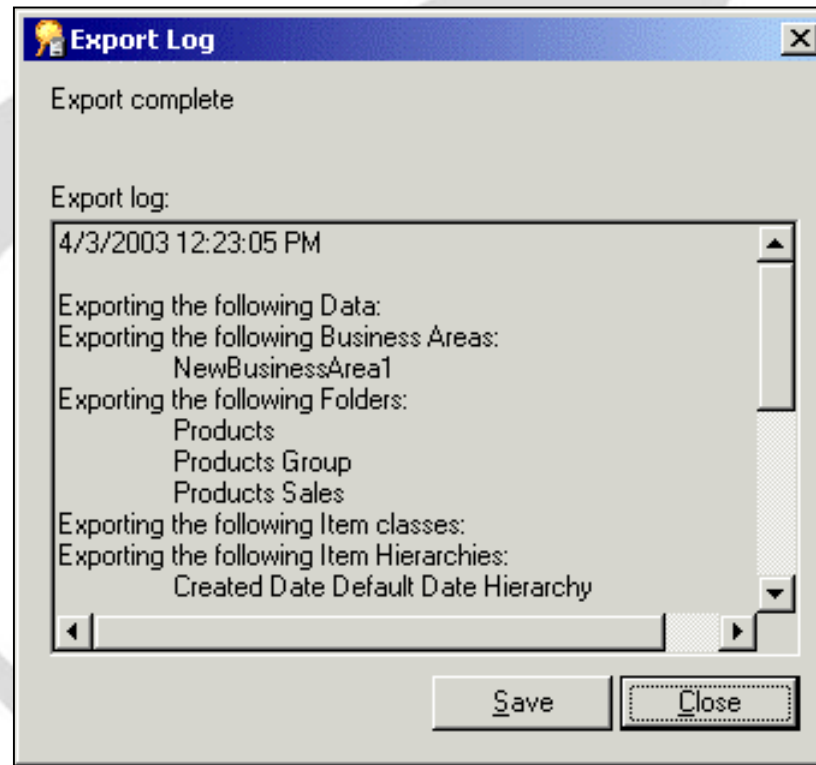 Export Log
Export complete
Export log:
4/3/2003 12:23:05 PM
Exporting the following Data:
Exporting the following Business Areas:
NewBusinessArea1
Exporting the following Folders:
Products
Products Group
Products Sales
Exporting the following Item classes:
Exporting the following Item Hierarchies:
Created Date Default Date Hierarchy
Save Close